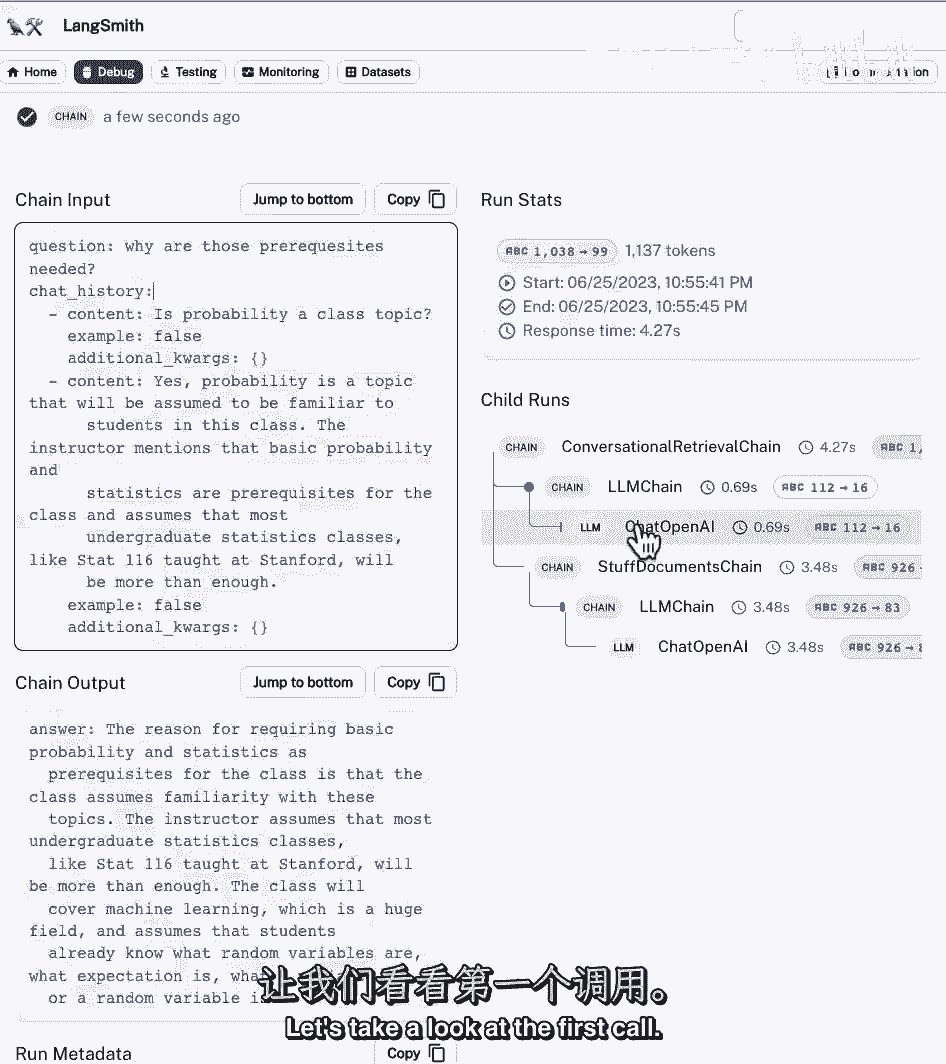 LangSmith
Home Debug Testing Monitoring Datasets
CHAIN a few seconds ago
Chain Input Jump to bottom Copy
question: why are those prerequesites
needed?
chat_history:
- content: Is probability a class topic?
example: false
additional_kwargs: {}
- content: Yes, probability is a topic
that will be assumed to be familiar to
students in this class. The
instructor mentions that basic probability
and
statistics are prerequisites for the
class and assumes that most
undergraduate statistics classes,
like Stat 116 taught at Stanford, will
be more than enough.
example: false
additional_kwargs: {}
Chain Output Jump to bottom Copy
answer: The reason for requiring basic
probability and statistics as
prerequisites for the class is that the
class assumes familiarity with these
topics. The instructor assumes that most
undergraduate statistics classes,
like Stat 116 taught at Stanford, will
be more than enough. The class will
cover machine learning, which is a huge
field, and assumes that students
already know what random variables are,
what expectation is,
or a random variable
Run Metadata Copy
Run Stats
ABC 1,038 → 99 1,137 tokens
Start: 06/25/2023, 10:55:41 PM
End: 06/25/2023, 10:55:45 PM
Response time: 4.27s
Child Runs
CHAIN ConversationalRetrievalChain 4.27s ABC 1,
CHAIN LLMChain 0.69s ABC 112 → 16
LLM ChatOpenAI 0.69s ABC 112 → 16
CHAIN StuffDocumentsChain 3.48s ABC 926
CHAIN LLMChain 3.48s ABC 926 → 83
LLM ChatOpenAI 3.48s ABC 926 →
让我们看看第一个调用。
Let's take a look at the first call.